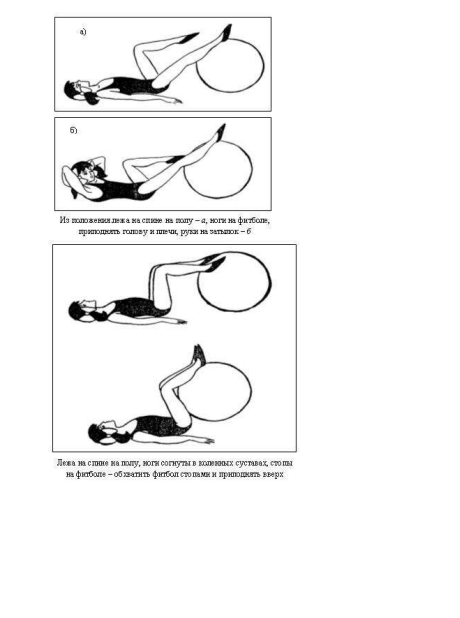 а)
б)
Из положения лежа на спине на полу – а, ноги на фитболе,
приподнять голову и плечи, руки на затылок – б
Лежа на спине на полу, ноги согнуты в коленных суставах, стопы
на фитболе – обхватить фитбол стопами и приподнять вверх